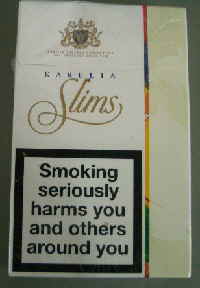 KARELIA
Slims
Smoking
seriously
harms you
and others
around you